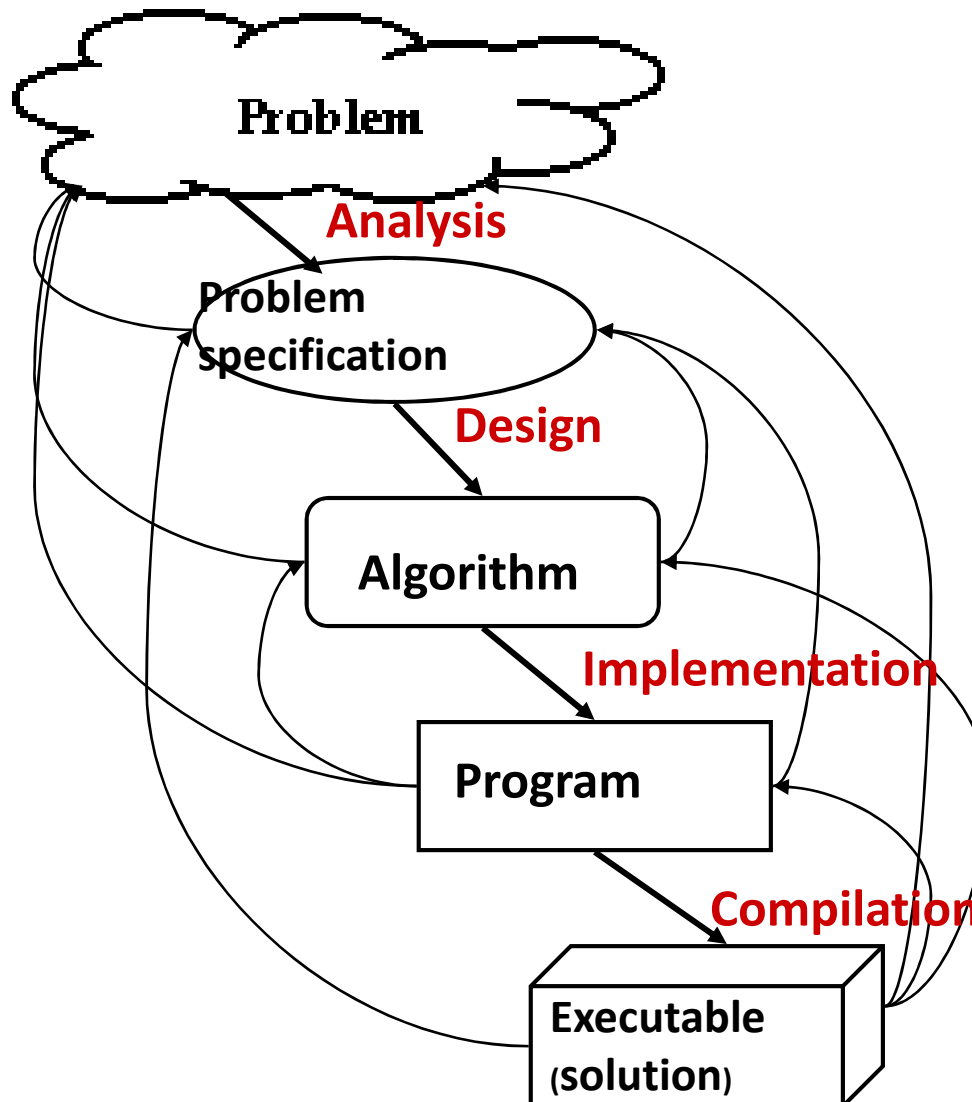 Problem
Analysis
Problem
specification
Design
Algorithm
Implementation
Program
Compilation
Executable
(solution)